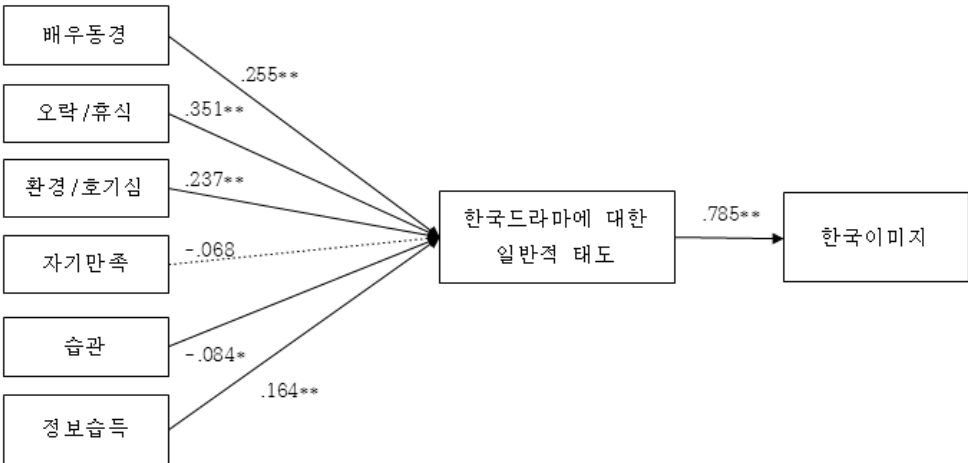 배우동경
.255**
오락/휴식
.351**
환경/호기심
.237**
한국드라마에 대한
일반적 태도
.785**
한국이미지
자기만족
-.068
습관
-.084*
.164**
정보습득